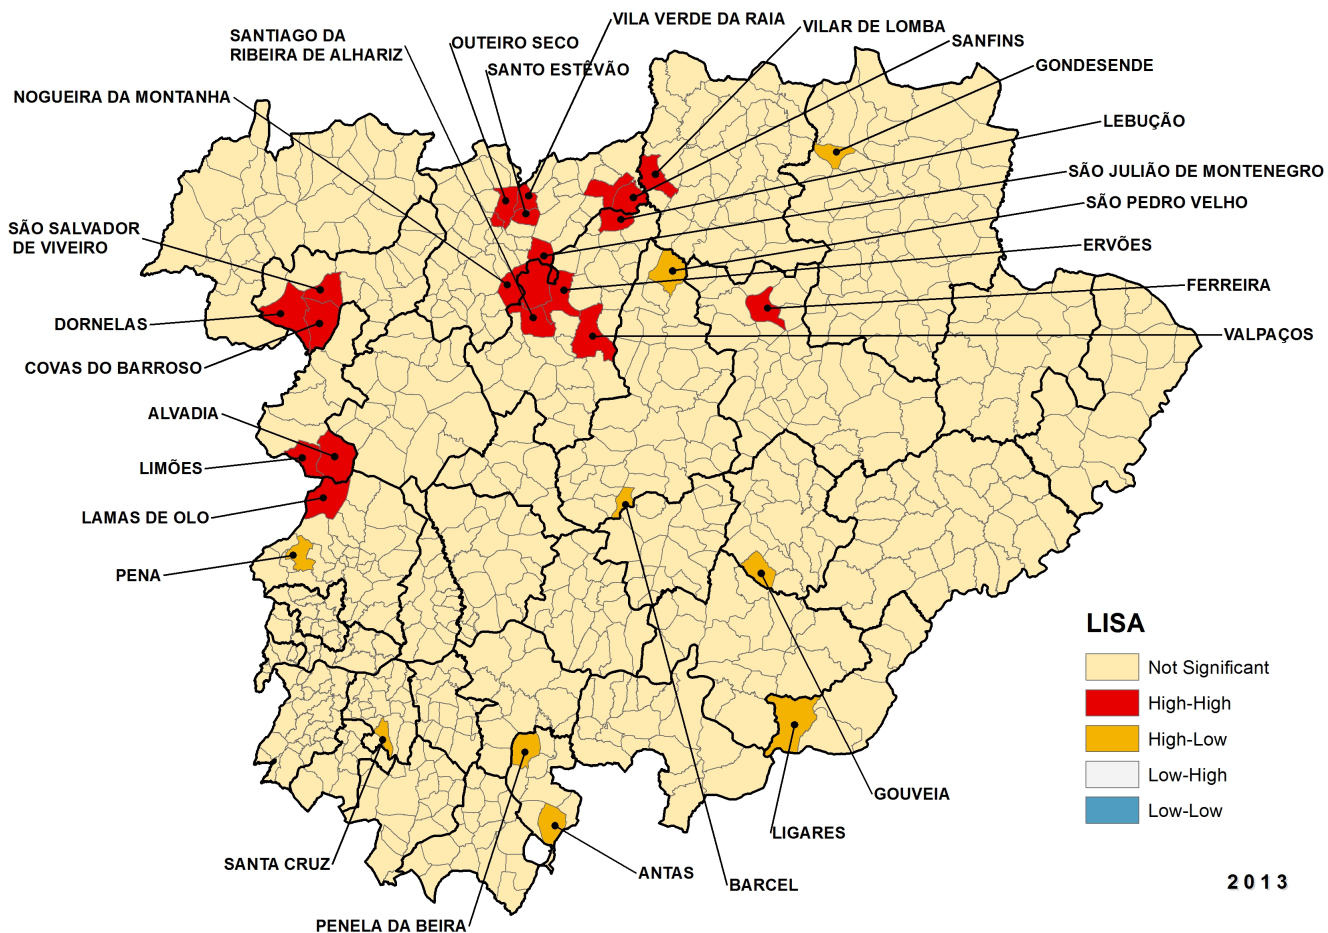 VILA VERDE DA RAIA
VILAR DE LOMBA
SANTIAGO DA
RIBEIRA DE ALHARIZ
OUTEIRO SECO
SANFINS
SANTO ESTÊVÃO
GONDESENDE
NOGUEIRA DA MONTANHA
LEBUÇÃO
SÃO JULIÃO DE MONTENEGRO
SÃO PEDRO VELHO
SÃO SALVADOR
DE VIVEIRO
ERVÕES
FERREIRA
DORNELAS
VALPAÇOS
COVAS DO BARROSO
ALVADIA
LIMÕES
LAMAS DE OLO
PENA
LISA
Not Significant
High-High
High-Low
Low-High
Low-Low
GOUVEIA
LIGARES
SANTA CRUZ
ANTAS
BARCEL
2013
PENELA DA BEIRA